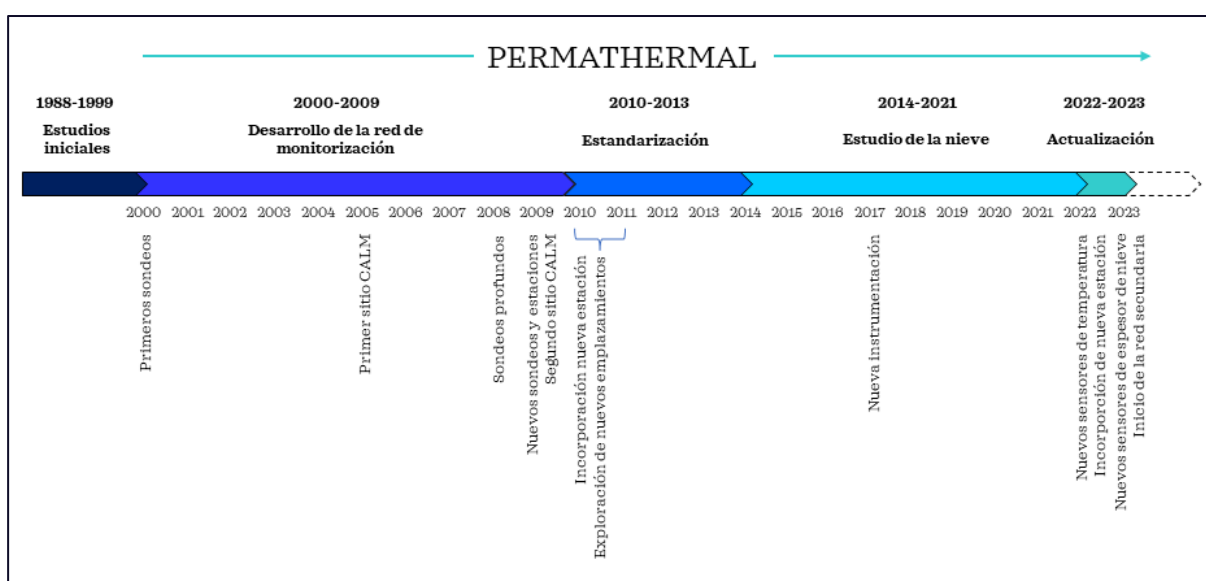 PERMATHERMAL
1988-1999
Estudios
iniciales
2000-2009
Desarrollo de la red de
monitorización
2010-2013
Estandarización
2014-2021
Estudio de la nieve
2022-2023
Actualización
2000 2001 2002 2003 2004 2005 2006 2007 2008 2009 2010 2011 2012 2013 2014 2015 2016 2017 2018 2019 2020 2021 2022 2023
Primeros sondeos
Primer sitio CALM
Sondeos profundos
Nuevos sondeos y estaciones
Segundo sitio CALM
Incorporación nueva estación
Exploración de nuevos emplazamientos
Nueva instrumentación
Nuevos sensores de temperatura
Incorporción de nueva estación
Nuevos sensores de espesor de nieve
Inicio de la red secundaria